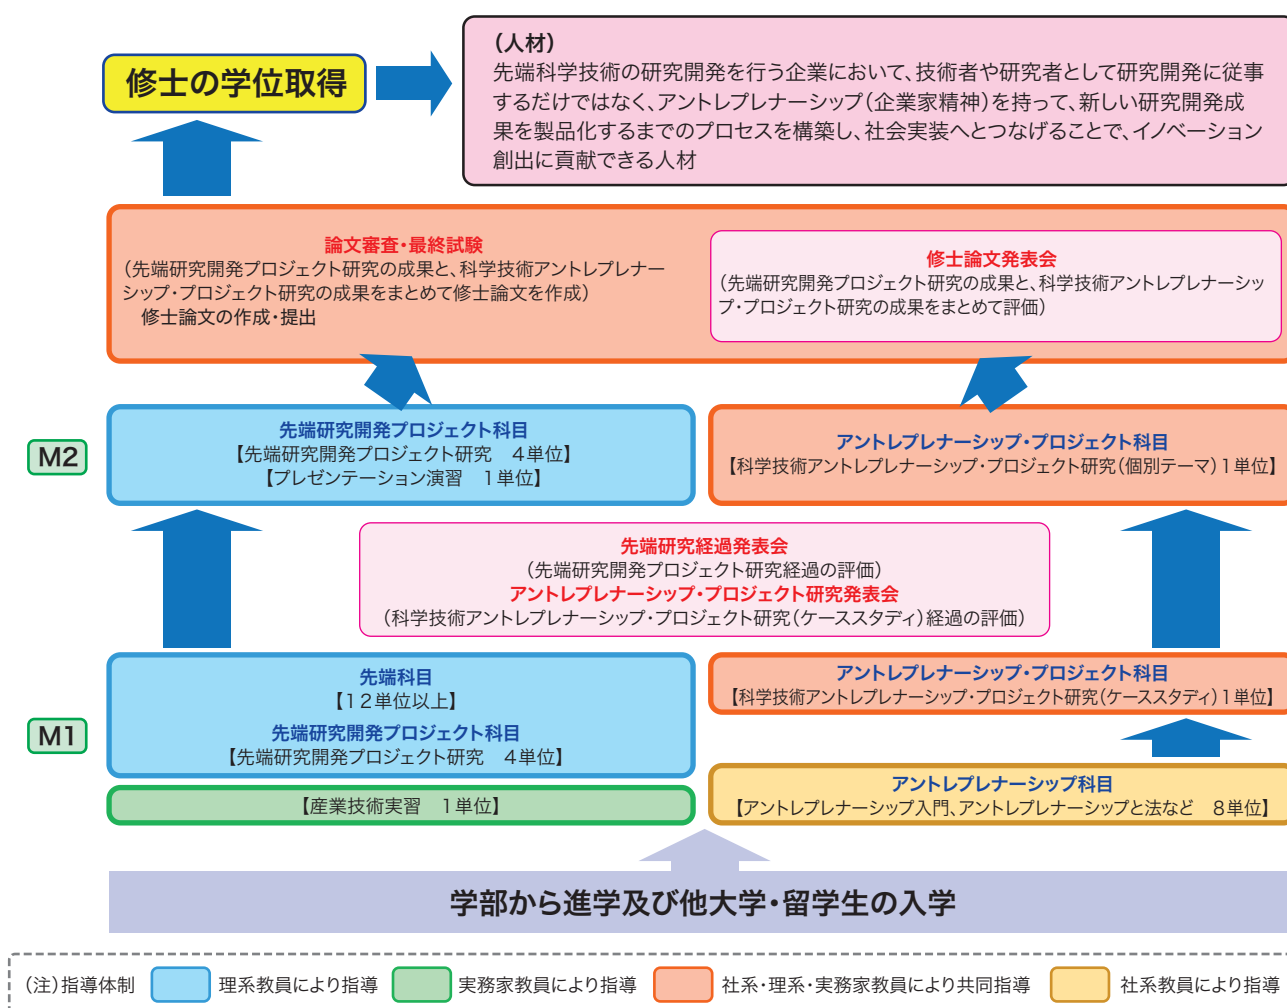 (人材)
先端科学技術の研究開発を行う企業において、技術者や研究者として研究開発に従事
するだけではなく、アントレプレナーシップ(企業家精神)を持って、新しい研究開発成
果を製品化するまでのプロセスを構築し、社会実装へとつなげることで、イノベーション
創出に貢献できる人材
修士の学位取得
論文審査・最終試験
(先端研究開発プロジェクト研究の成果と、科学技術アントレプレナー
シップ・プロジェクト研究の成果をまとめて修士論文を作成)
修士論文の作成・提出
修士論文発表会
(先端研究開発プロジェクト研究の成果と、科学技術アントレプレナーシッ
プ・プロジェクト研究の成果をまとめて評価)
M2
先端研究開発プロジェクト科目
【先端研究開発プロジェクト研究 4単位】
【プレゼンテーション演習 1単位】
アントレプレナーシップ・プロジェクト科目
【科学技術アントレプレナーシップ・プロジェクト研究(個別テーマ)1単位】
先端研究経過発表会
(先端研究開発プロジェクト研究経過の評価)
アントレプレナーシップ・プロジェクト研究発表会
(科学技術アントレプレナーシップ・プロジェクト研究(ケーススタディ)経過の評価)
M1
先端科目
【12単位以上】
先端研究開発プロジェクト科目
【先端研究開発プロジェクト研究 4単位】
【産業技術実習 1単位】
アントレプレナーシップ・プロジェクト科目
【科学技術アントレプレナーシップ・プロジェクト研究(ケーススタディ)1単位】
アントレプレナーシップ科目
【アントレプレナーシップ入門、アントレプレナーシップと法など 8単位】
学部から進学及び他大学・留学生の入学
(注)指導体制 理系教員により指導 実務家教員により指導 社系・理系・実務家教員により共同指導 社系教員により指導